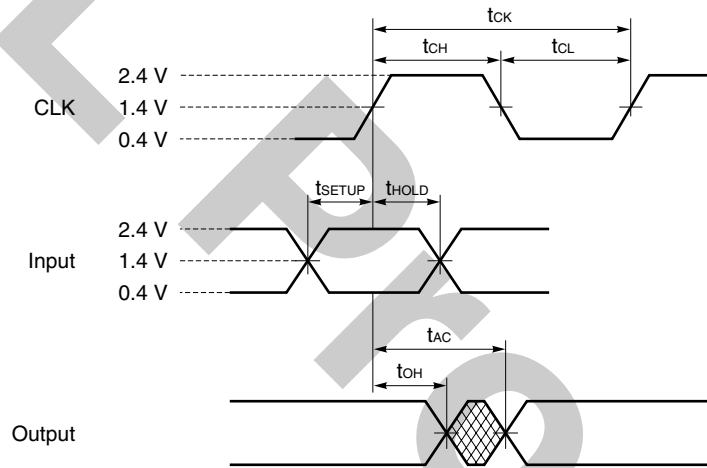 tCK
tCH tCL
2.4 V
CLK 1.4 V
0.4 V
tSETUP tHOLD
2.4 V
Input 1.4 V
0.4 V
tAC
tOH
Output